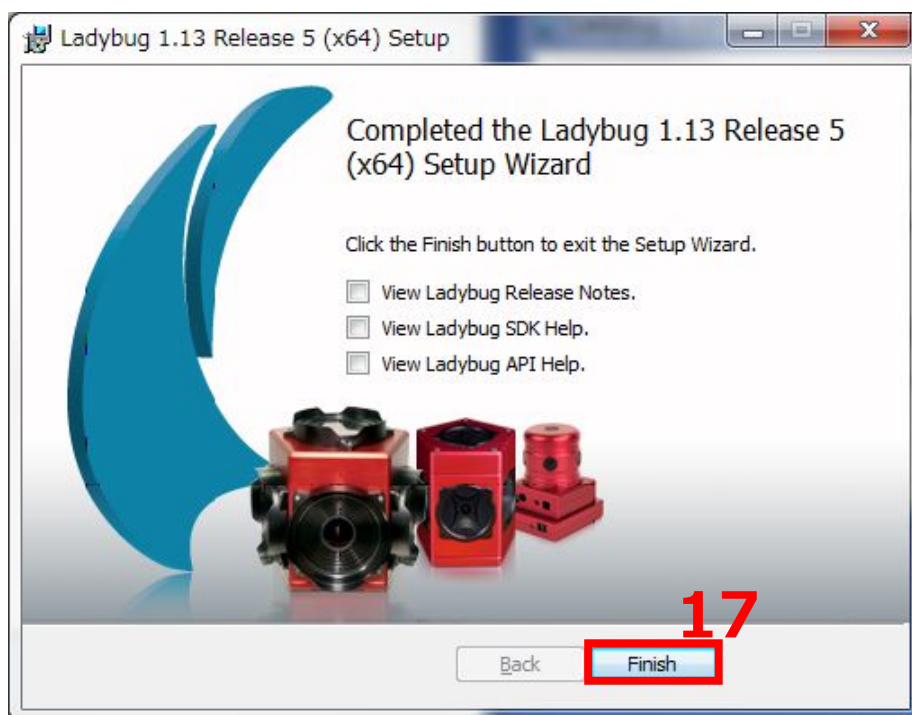 Ladybug 1.13 Release 5 (x64) Setup
Completed the Ladybug 1.13 Release 5
(x64) Setup Wizard
Click the Finish button to exit the Setup Wizard.
View Ladybug Release Notes.
View Ladybug SDK Help.
View Ladybug API Help.
17
Back
Finish